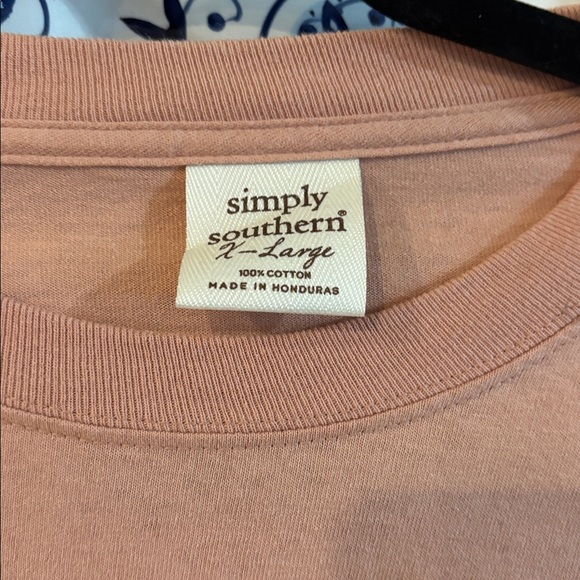 simply
southern®
X-Large
100% COTTON
MADE IN HONDURAS